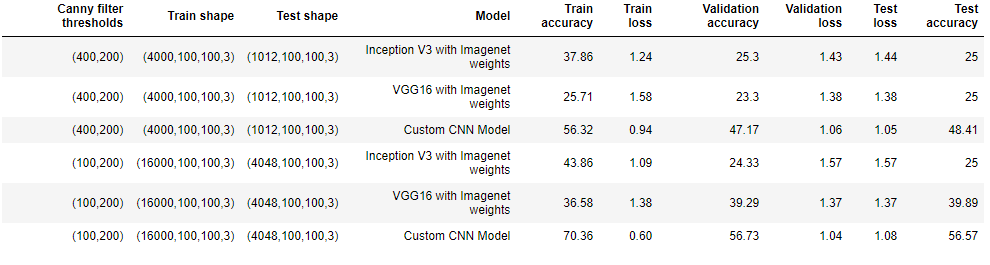 Canny filter thresholds Train shape Test shape Model Train accuracy Train loss Validation accuracy Validation loss Test loss Test accuracy
(400,200) (4000,100,100,3) (1012,100,100,3) Inception V3 with Imagenet weights 37.86 1.24 25.3 1.43 1.44 25
(400,200) (4000,100,100,3) (1012,100,100,3) VGG16 with Imagenet weights 25.71 1.58 23.3 1.38 1.38 25
(400,200) (4000,100,100,3) (1012,100,100,3) Custom CNN Model 56.32 0.94 47.17 1.06 1.05 48.41
(100,200) (16000,100,100,3) (4048,100,100,3) Inception V3 with Imagenet weights 43.86 1.09 24.33 1.57 1.57 25
(100,200) (16000,100,100,3) (4048,100,100,3) VGG16 with Imagenet weights 36.58 1.38 39.29 1.37 1.37 39.89
(100,200) (16000,100,100,3) (4048,100,100,3) Custom CNN Model 70.36 0.60 56.73 1.04 1.08 56.57